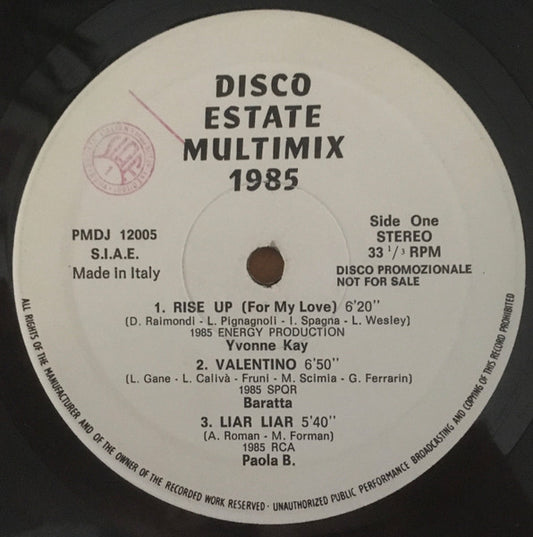 DISCO
ESTATE
MULTIMIX
1985
PMDJ 12005
S.I.A.E.
Made in Italy
Side One
STEREO
33 1/3 RPM
DISCO PROMOZIONALE
NOT FOR SALE
1. RISE UP (For My Love) 6'20''
(D. Raimondi - L. Pignagnoli - I. Spagna - L. Wesley)
1985 ENERGY PRODUCTION
Yvonne Kay
2. VALENTINO 6'50''
(L. Gane - L. Calivà - Fruni - M. Scimia - G. Ferrarin)
1985 SPQR
Baratta
3. LIAR LIAR 5'40''
(A. Roman - M. Forman)
1985 RCA
Paola B.
ALL RIGHTS OF THE MANUFACTURER AND OF THE OWNER OF THE RECORDED WORK RESERVED - UNAUTHORIZED PUBLIC PERFORMANCE BROADCASTING AND COPYING OF THIS RECORD PROHIBITED